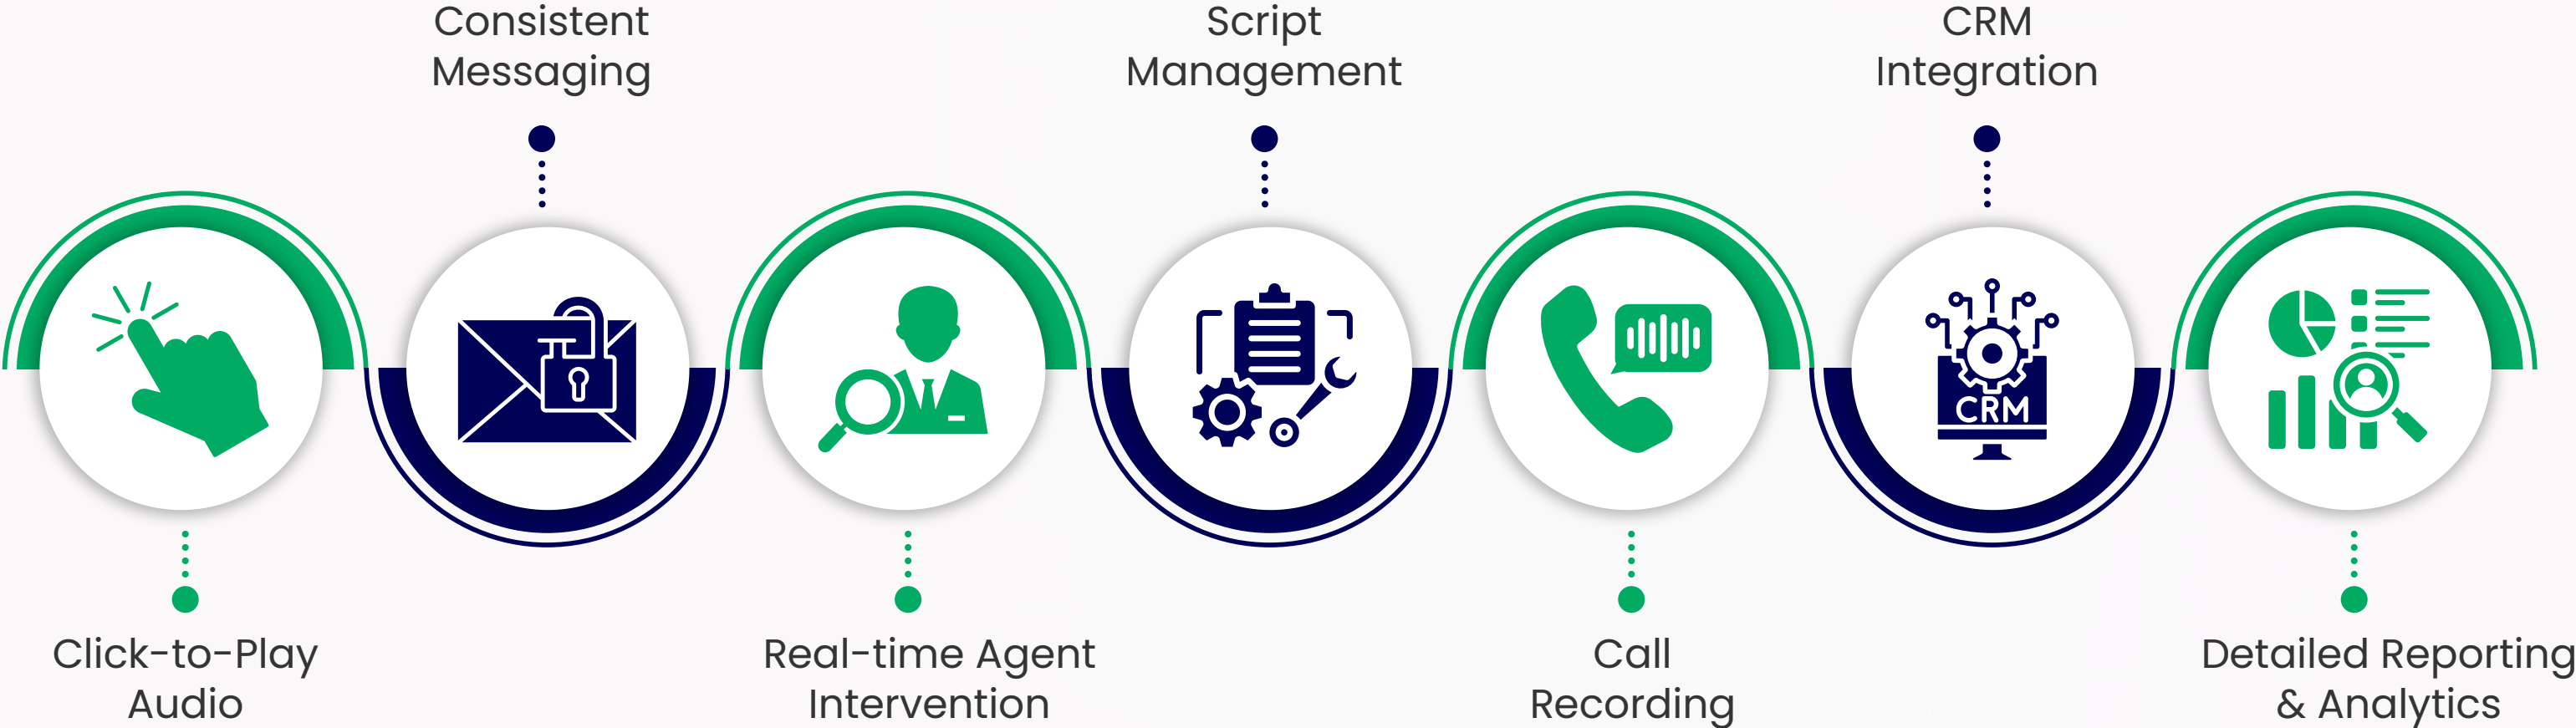 Consistent
Messaging
Script
Management
CRM
Integration
CRM
Click-to-Play
Audio
Real-time Agent
Intervention
Call
Recording
Detailed Reporting
& Analytics